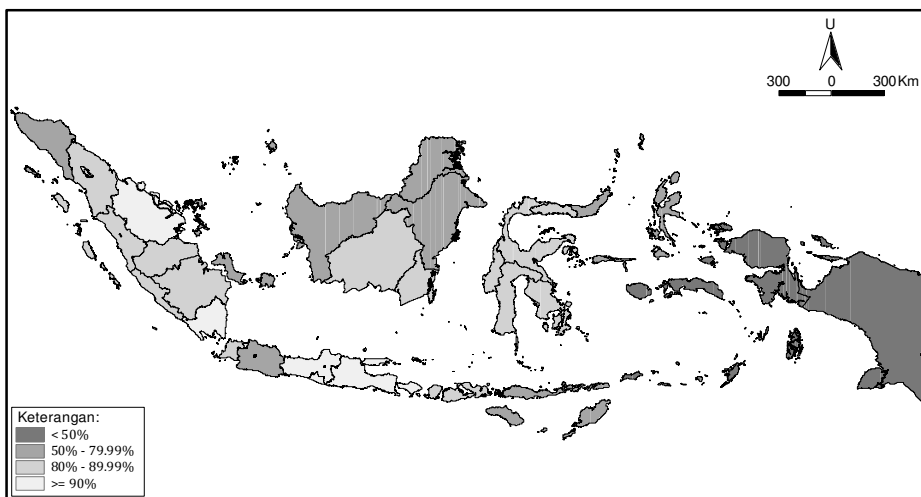 U
300 0 300 Km
Keterangan:
< 50%
50% - 79.99%
80% - 89.99%
>= 90%